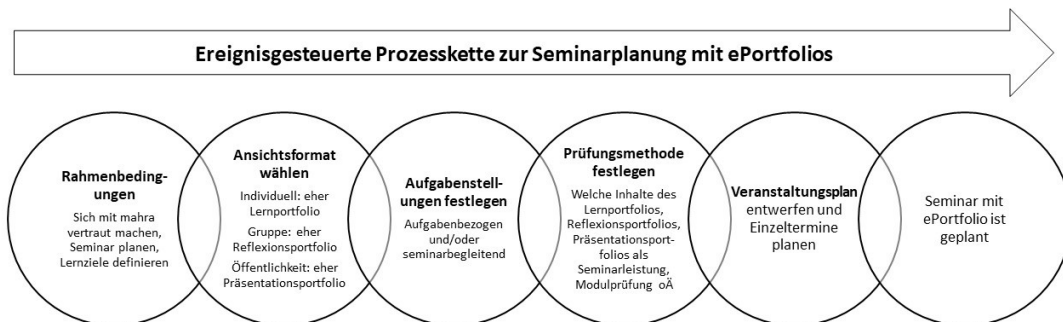 Ereignisgesteuerte Prozesskette zur Seminarplanung mit ePortfolios
Rahmenbeding-
ungen
Sich mit mahra
vertraut machen,
Seminar planen,
Lernziele definieren
Ansichtsformat
wählen
Individuell: eher
Lernportfolio
Gruppe: eher
Reflexionsportfolio
Öffentlichkeit: eher
Präsentationsportfolio
Aufgabenstell-
ungen festlegen
Aufgabenbezogen
und/oder
seminarbegleitend
Prüfungsmethode
festlegen
Welche Inhalte des
Lernportfolios,
Reflexionsportfolios,
Präsentationsport-
folios als
Seminarleistung,
Modulprüfung oÄ
Veranstaltungsplan
entwerfen und
Einzeltermine
planen
Seminar mit
ePortfolio ist
geplant